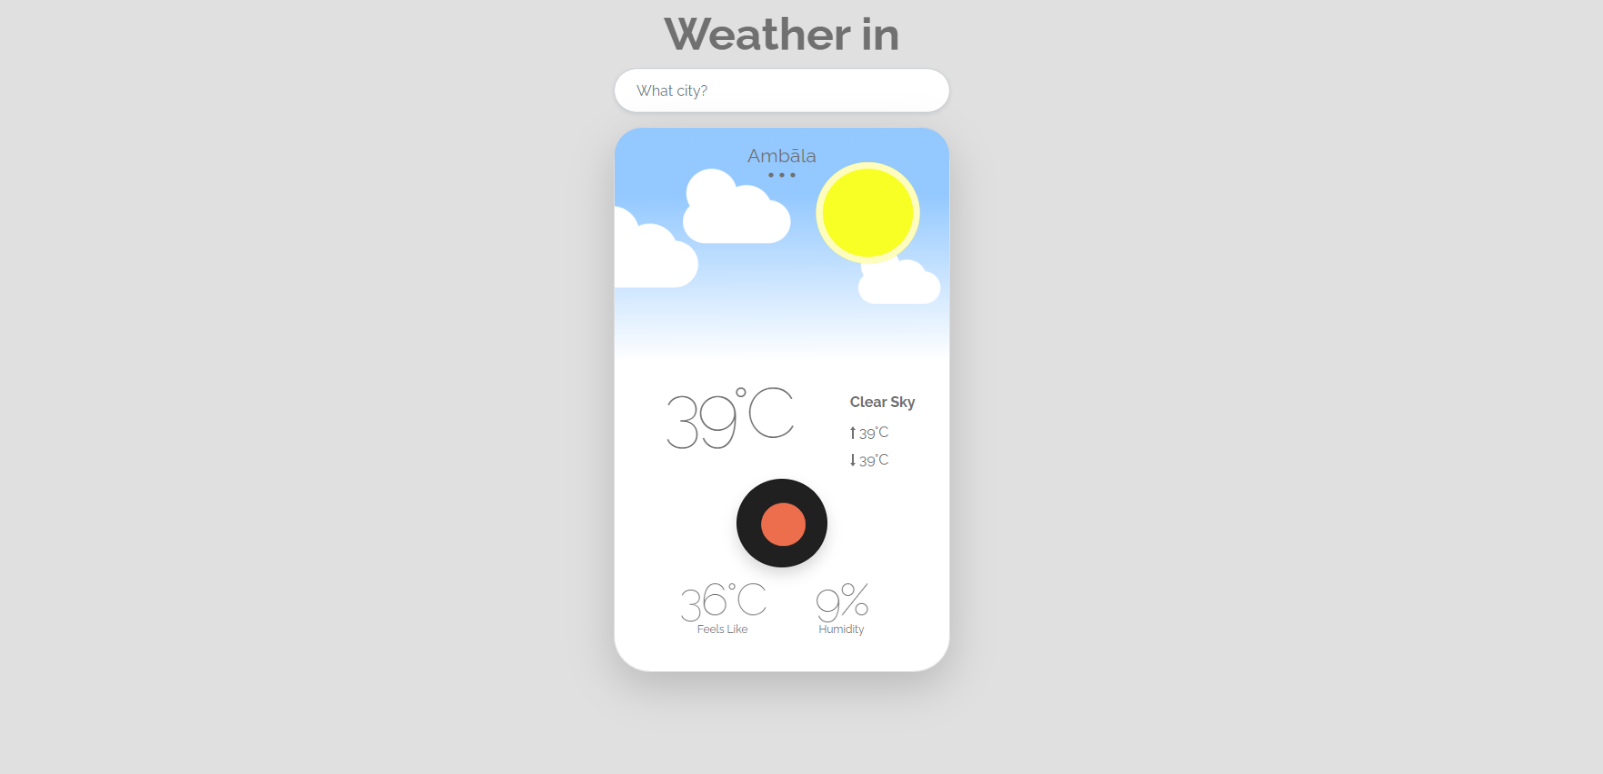 Weather in
What city?
Ambāla
39°C
Clear Sky
39°C
39°C
36°C
Feels Like
9%
Humidity